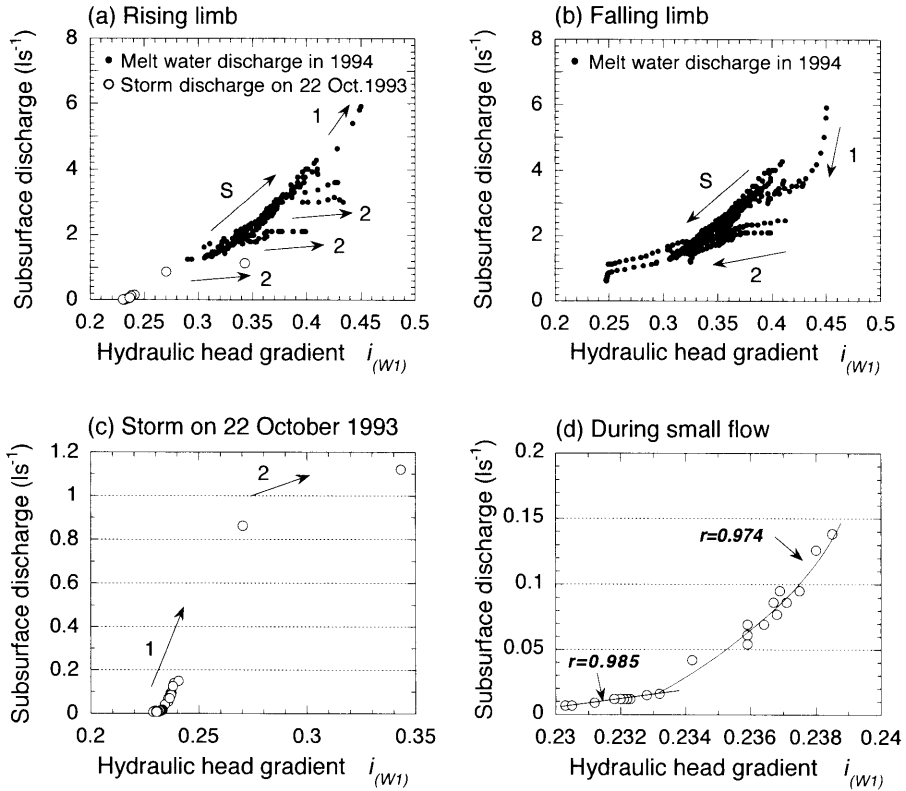 (a) Rising limb
Subsurface discharge (ls⁻¹)
8
6
4
2
0
Melt water discharge in 1994
Storm discharge on 22 Oct.1993
1
S
2
2
2
0.2 0.25 0.3 0.35 0.4 0.45 0.5
Hydraulic head gradient i(W1)
(b) Falling limb
Subsurface discharge (ls⁻¹)
8
6
4
2
0
Melt water discharge in 1994
1
S
2
0.2 0.25 0.3 0.35 0.4 0.45 0.5
Hydraulic head gradient i(W1)
(c) Storm on 22 October 1993
Subsurface discharge (ls⁻¹)
1.2
1
0.8
0.6
0.4
0.2
0
2
1
0.2 0.25 0.3 0.35
Hydraulic head gradient i(W1)
(d) During small flow
Subsurface discharge (ls⁻¹)
0.2
0.15
0.1
0.05
0
r=0.974
r=0.985
0.23 0.232 0.234 0.236 0.238 0.24
Hydraulic head gradient i(W1)